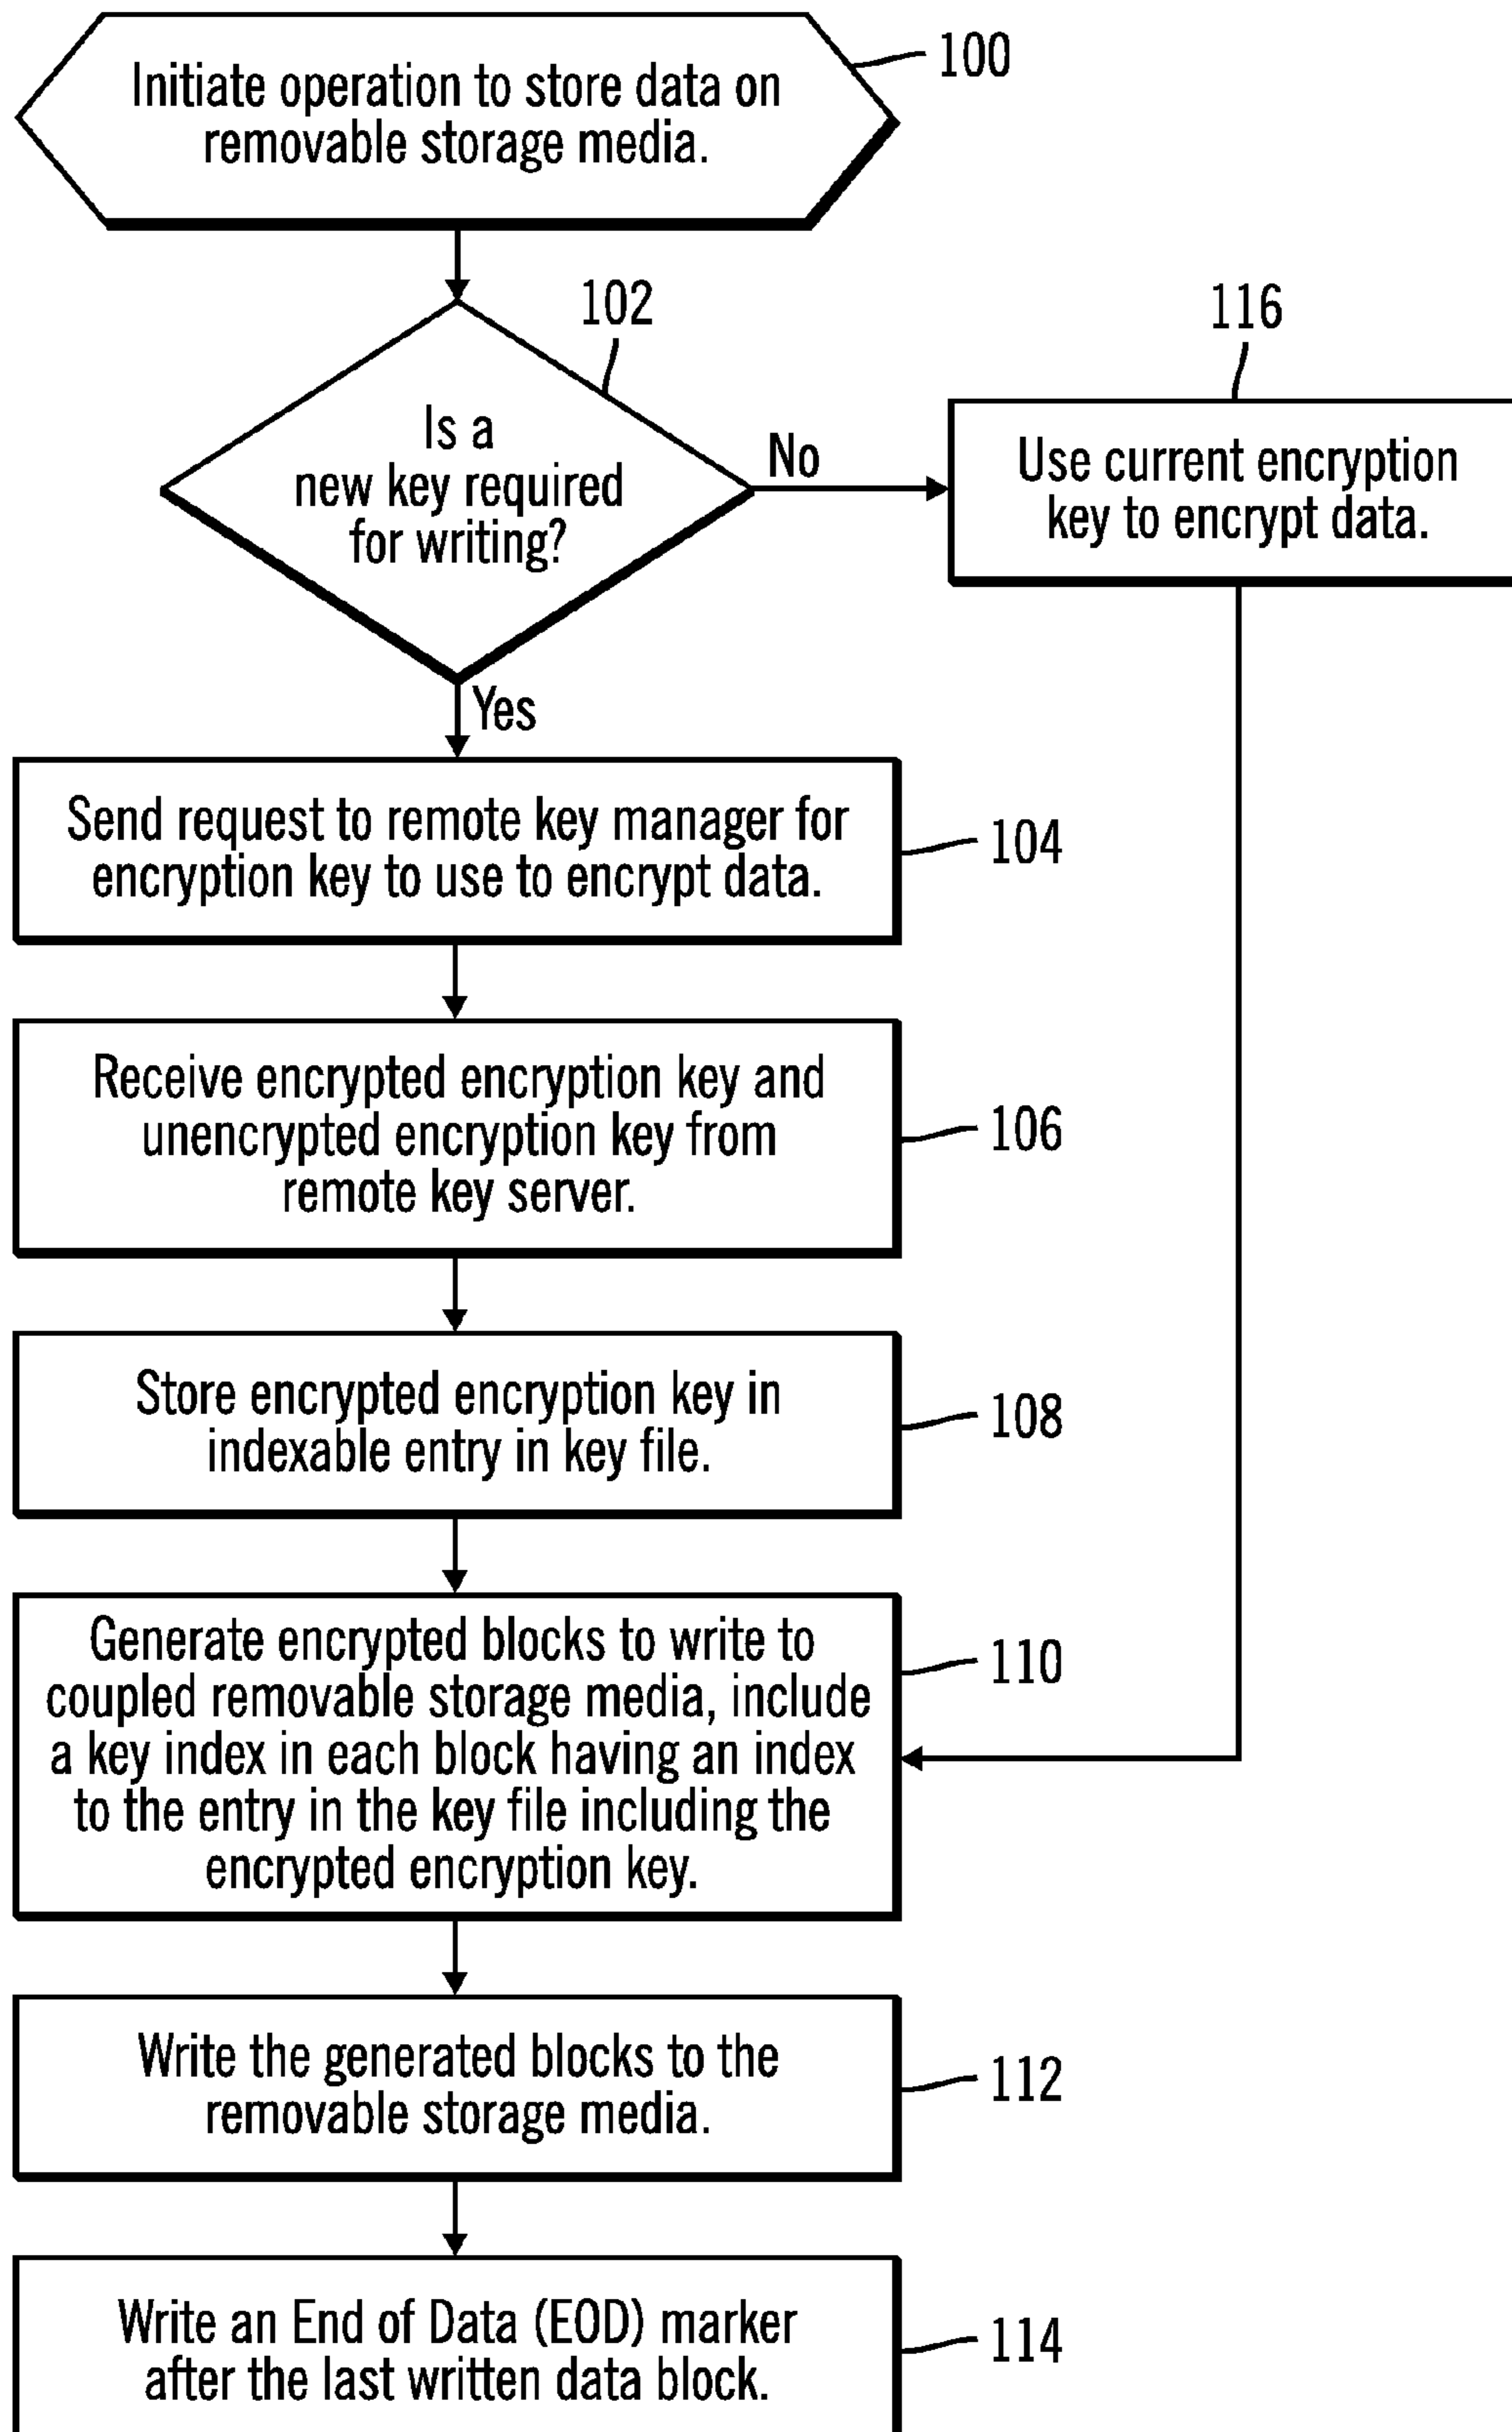 Initiate operation to store data on
removable storage media.
100
102
Is a
new key required
for writing?
No
116
Use current encryption
key to encrypt data.
Yes
Send request to remote key manager for
encryption key to use to encrypt data.
104
Receive encrypted encryption key and
unencrypted encryption key from
remote key server.
106
Store encrypted encryption key in
indexable entry in key file.
108
Generate encrypted blocks to write to
coupled removable storage media, include
a key index in each block having an index
to the entry in the key file including the
encrypted encryption key.
110
Write the generated blocks to the
removable storage media.
112
Write an End of Data (EOD) marker
after the last written data block.
114